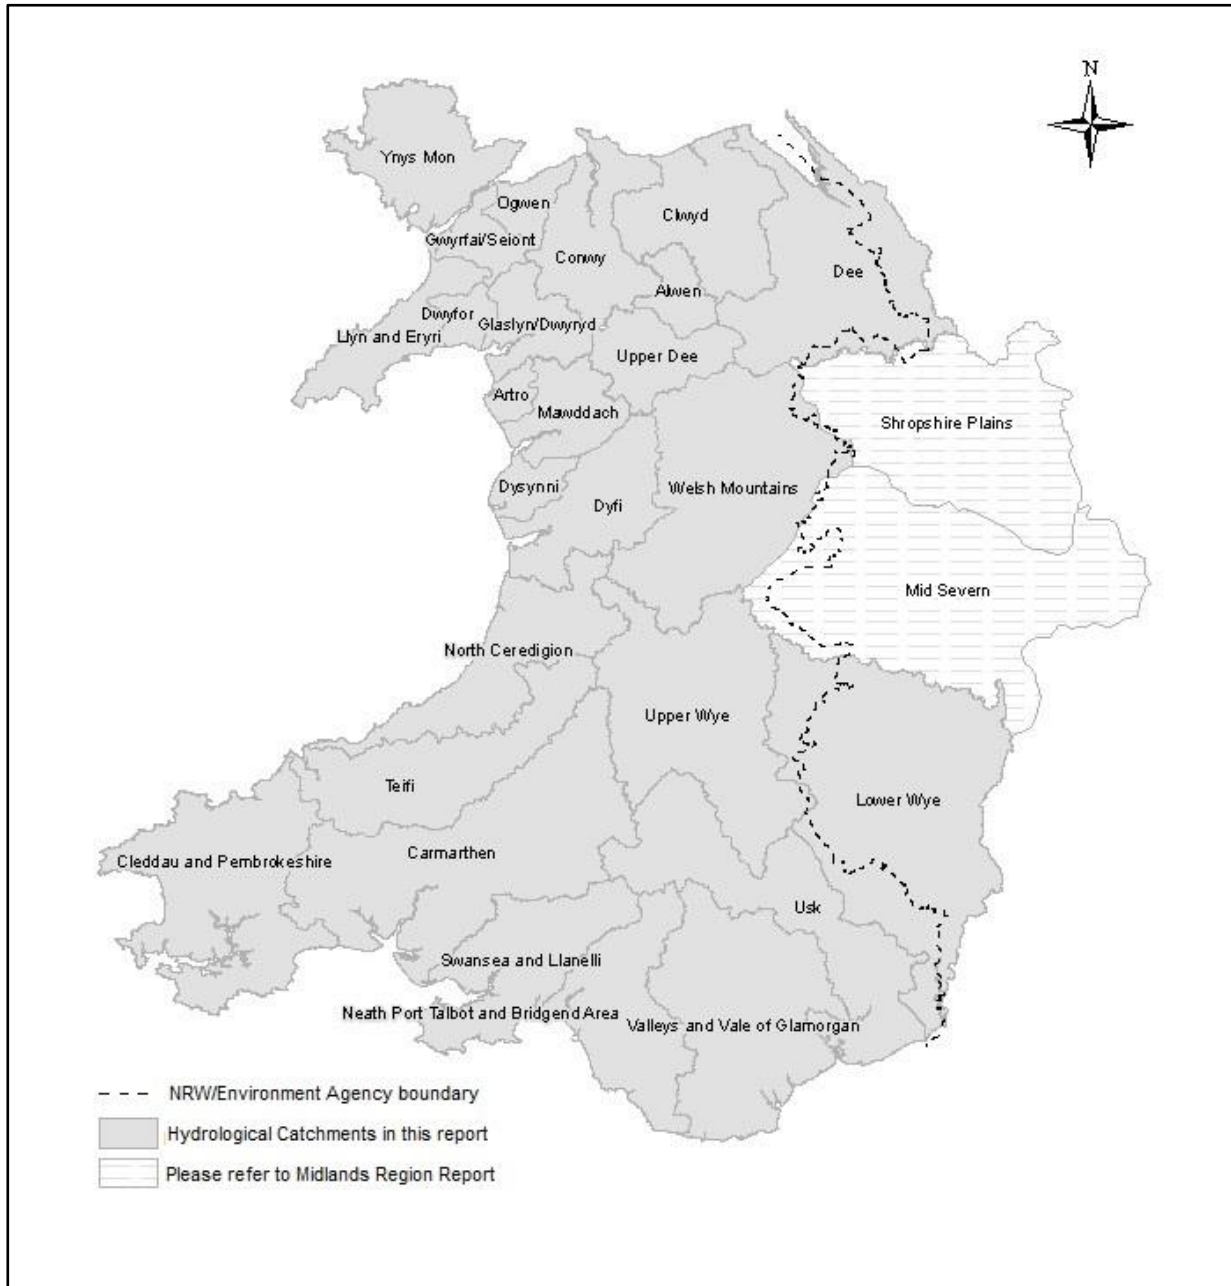 N
Ynys Mon
Ogwen
Clwyd
Gwyrfai/Seiont
Conwy
Dee
Alwen
Dwyfor
Glaslyn/Dwyryd
Llyn and Eryri
Upper Dee
Artro
Mawddach
Shropshire Plains
Dysynni
Welsh Mountains
Dyfi
Mid Severn
North Ceredigion
Upper Wye
Teifi
Lower Wye
Cleddau and Pembrokeshire
Carmarthen
Usk
Swansea and Llanelli
Neath Port Talbot and Bridgend Area
Valleys and Vale of Glamorgan
NRW/Environment Agency boundary
Hydrological Catchments in this report
Please refer to Midlands Region Report